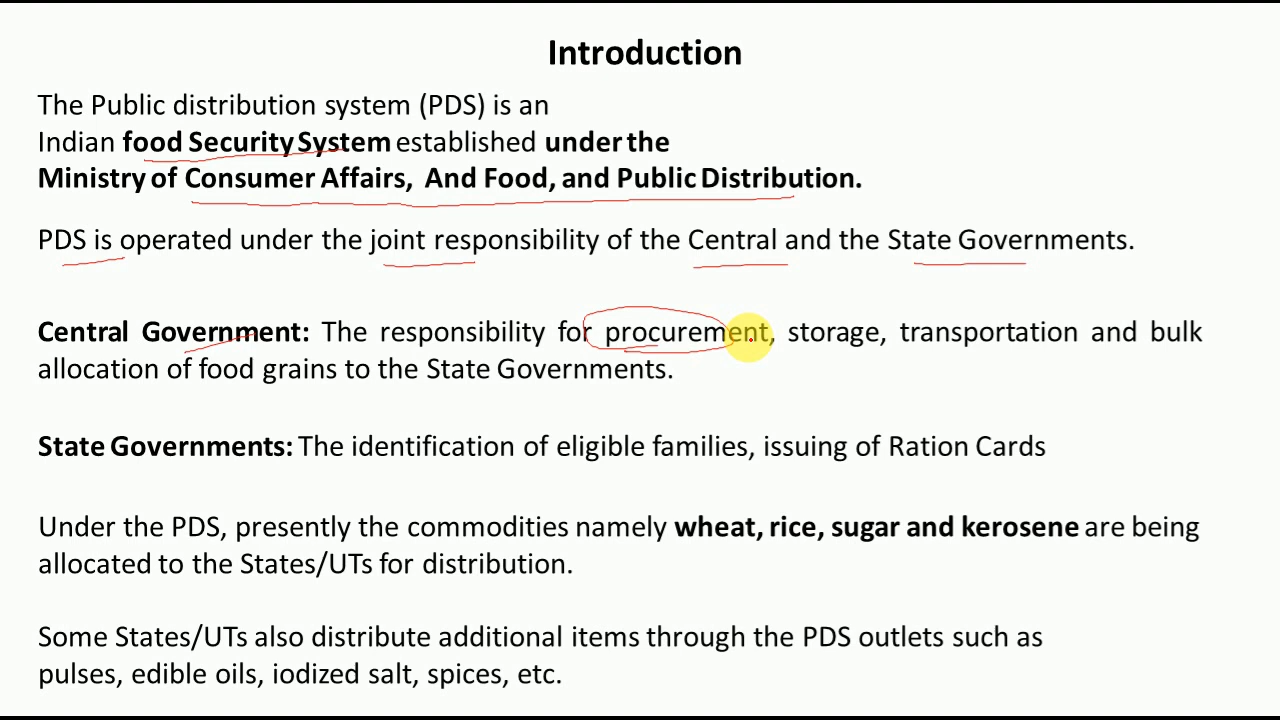 Introduction
The Public distribution system (PDS) is an
Indian food Security System established under the
Ministry of Consumer Affairs, And Food, and Public Distribution.
PDS is operated under the joint responsibility of the Central and the State Governments.
Central Government: The responsibility for procurement, storage, transportation and bulk
allocation of food grains to the State Governments.
State Governments: The identification of eligible families, issuing of Ration Cards
Under the PDS, presently the commodities namely wheat, rice, sugar and kerosene are being
allocated to the States/UTs for distribution.
Some States/UTs also distribute additional items through the PDS outlets such as
pulses, edible oils, iodized salt, spices, etc.